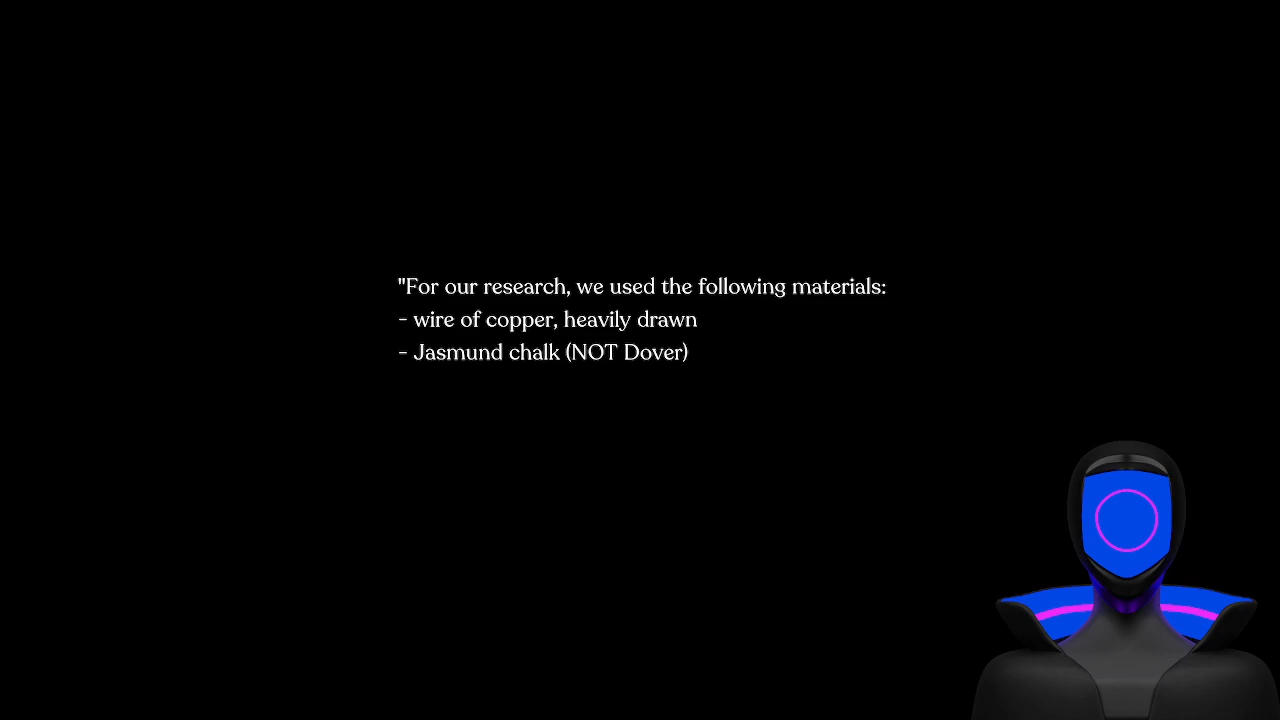 "For our research, we used the following materials:
- wire of copper, heavily drawn
- Jasmund chalk (NOT Dover)